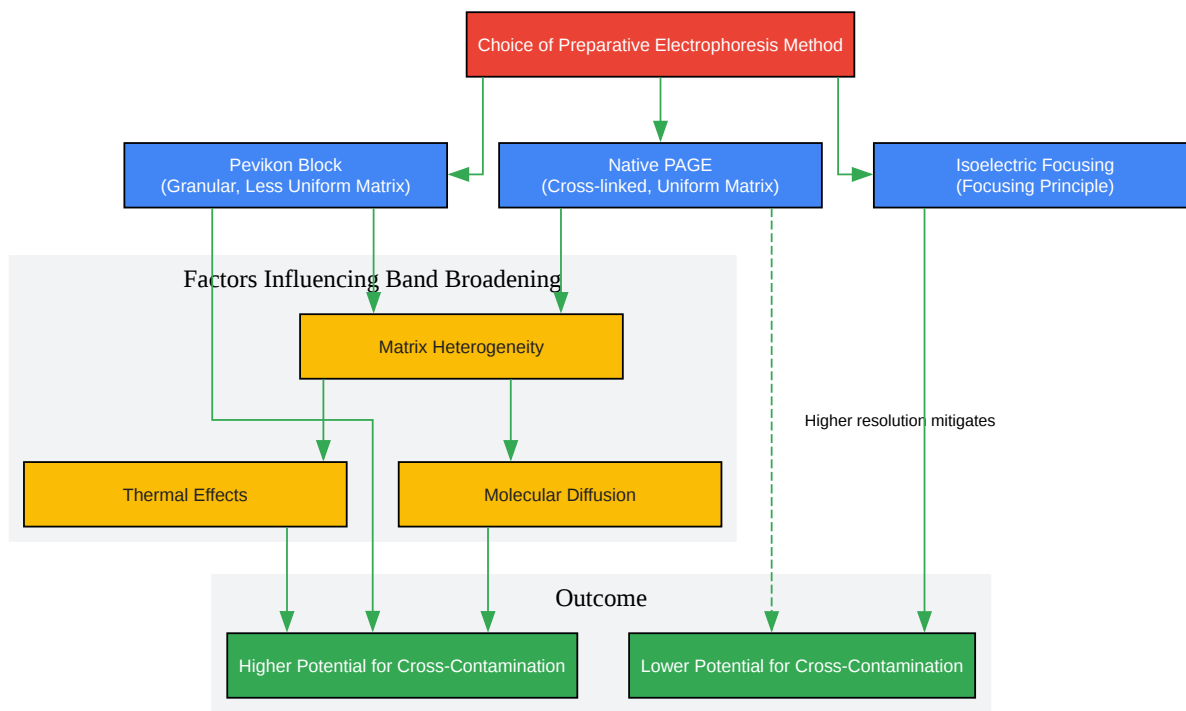 Choice of Preparative Electrophoresis Method
Pevikon Block
(Granular, Less Uniform Matrix)
Native PAGE
(Cross-linked, Uniform Matrix)
Isoelectric Focusing
(Focusing Principle)
Factors Influencing Band Broadening
Matrix Heterogeneity
Higher resolution mitigates
Thermal Effects
Molecular Diffusion
Outcome
Higher Potential for Cross-Contamination
Lower Potential for Cross-Contamination